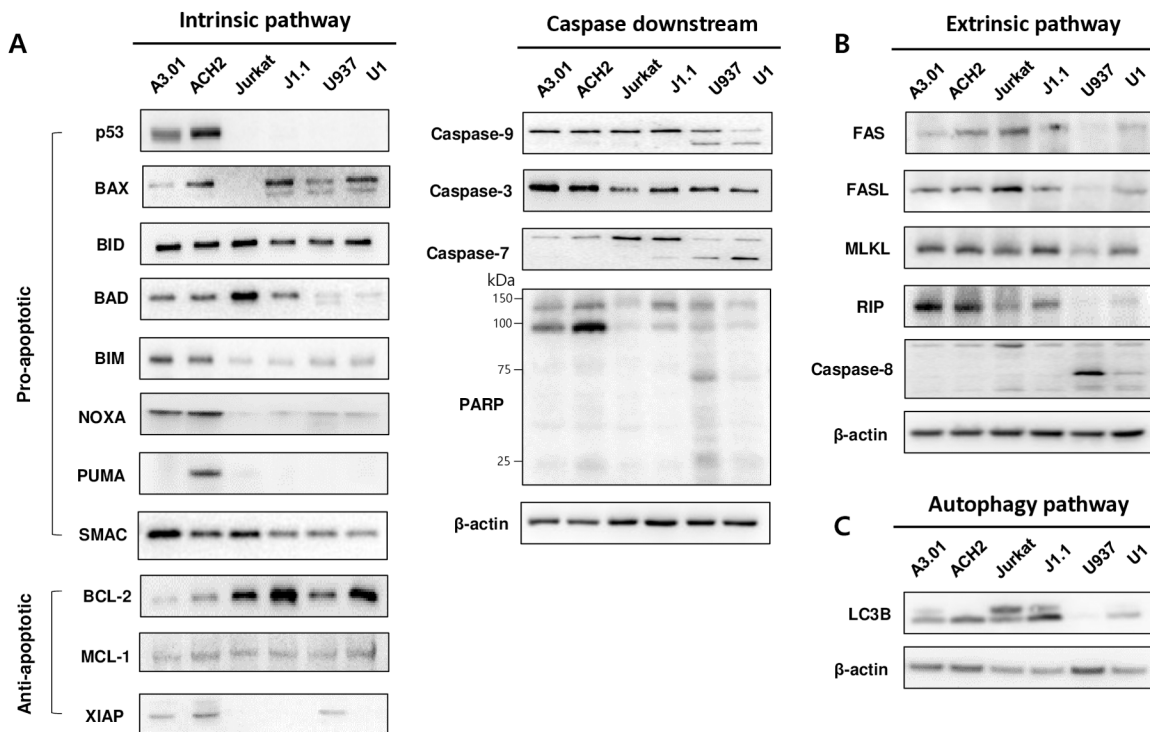 A
Intrinsic pathway
A3.01 ACH2 Jurkat J1.1 U937 U1
Pro-apoptotic
p53
BAX
BID
BAD
BIM
NOXA
PUMA
SMAC
Anti-apoptotic
BCL-2
MCL-1
XIAP
Caspase downstream
A3.01 ACH2 Jurkat J1.1 U937 U1
Caspase-9
Caspase-3
Caspase-7
kDa
150
100
75
PARP
25
β-actin
B
Extrinsic pathway
A3.01 ACH2 Jurkat J1.1 U937 U1
FAS
FASL
MLKL
RIP
Caspase-8
β-actin
C
Autophagy pathway
A3.01 ACH2 Jurkat J1.1 U937 U1
LC3B
β-actin